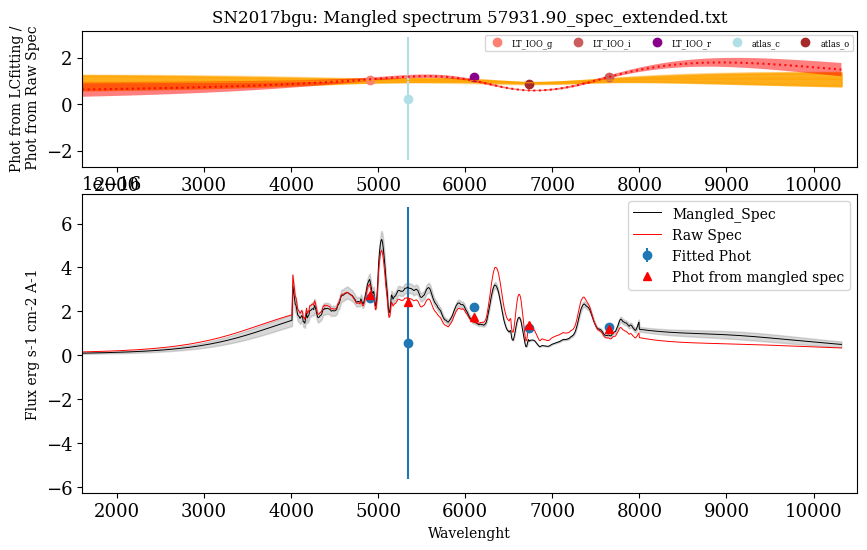 SN2017bgu: Mangled spectrum 57931.90_spec_extended.txt
Phot from LCfitting /
Phot from Raw Spec
2
0
−2
LT_IOO_g LT_IOO_i LT_IOO_r atlas_c atlas_o
1e−16
2000 3000 4000 5000 6000 7000 8000 9000 10000
Flux erg s-1 cm-2 A-1
6
4
2
0
−2
−4
−6
Mangled_Spec
Raw Spec
Fitted Phot
Phot from mangled spec
2000 3000 4000 5000 6000 7000 8000 9000 10000
Wavelenght